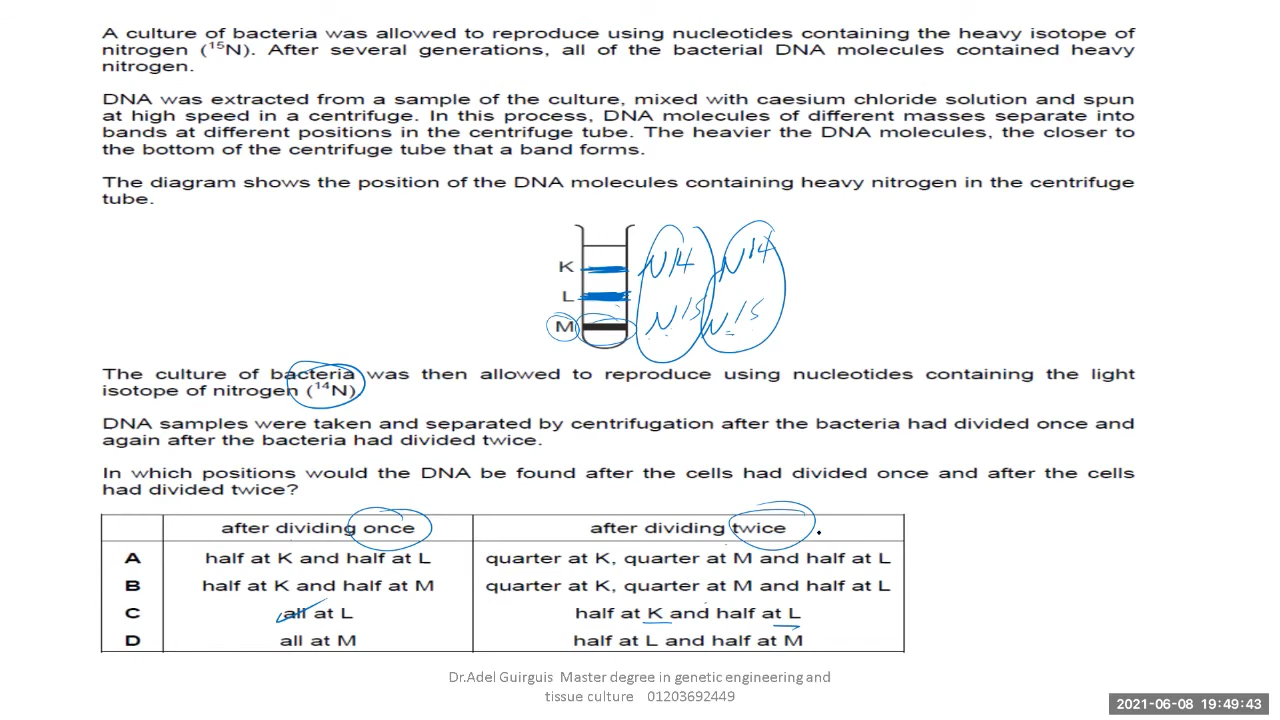 A culture of bacteria was allowed to reproduce using nucleotides containing the heavy isotope of
nitrogen (¹⁵N). After several generations, all of the bacterial DNA molecules contained heavy
nitrogen.
DNA was extracted from a sample of the culture, mixed with caesium chloride solution and spun
at high speed in a centrifuge. In this process, DNA molecules of different masses separate into
bands at different positions in the centrifuge tube. The heavier the DNA molecules, the closer to
the bottom of the centrifuge tube that a band forms.
The diagram shows the position of the DNA molecules containing heavy nitrogen in the centrifuge
tube.
K N14 N14
L N15 N15
M
The culture of bacteria was then allowed to reproduce using nucleotides containing the light
isotope of nitrogen (¹⁴N).
DNA samples were taken and separated by centrifugation after the bacteria had divided once and
again after the bacteria had divided twice.
In which positions would the DNA be found after the cells had divided once and after the cells
had divided twice?
after dividing once after dividing twice
A half at K and half at L quarter at K, quarter at M and half at L
B half at K and half at M quarter at K, quarter at M and half at L
C all at L half at K and half at L
D all at M half at L and half at M
Dr.Adel Guirguis Master degree in genetic engineering and
tissue culture 01203692449
2021-06-08 19:49:43